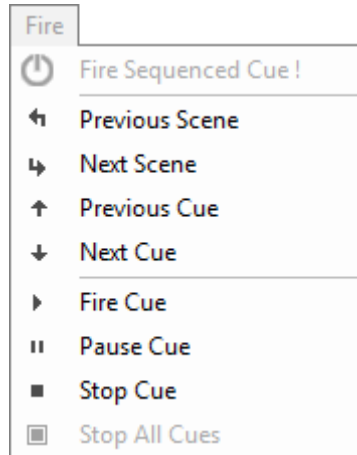 Fire
Fire Sequenced Cue !
Previous Scene
Next Scene
Previous Cue
Next Cue
Fire Cue
Pause Cue
Stop Cue
Stop All Cues